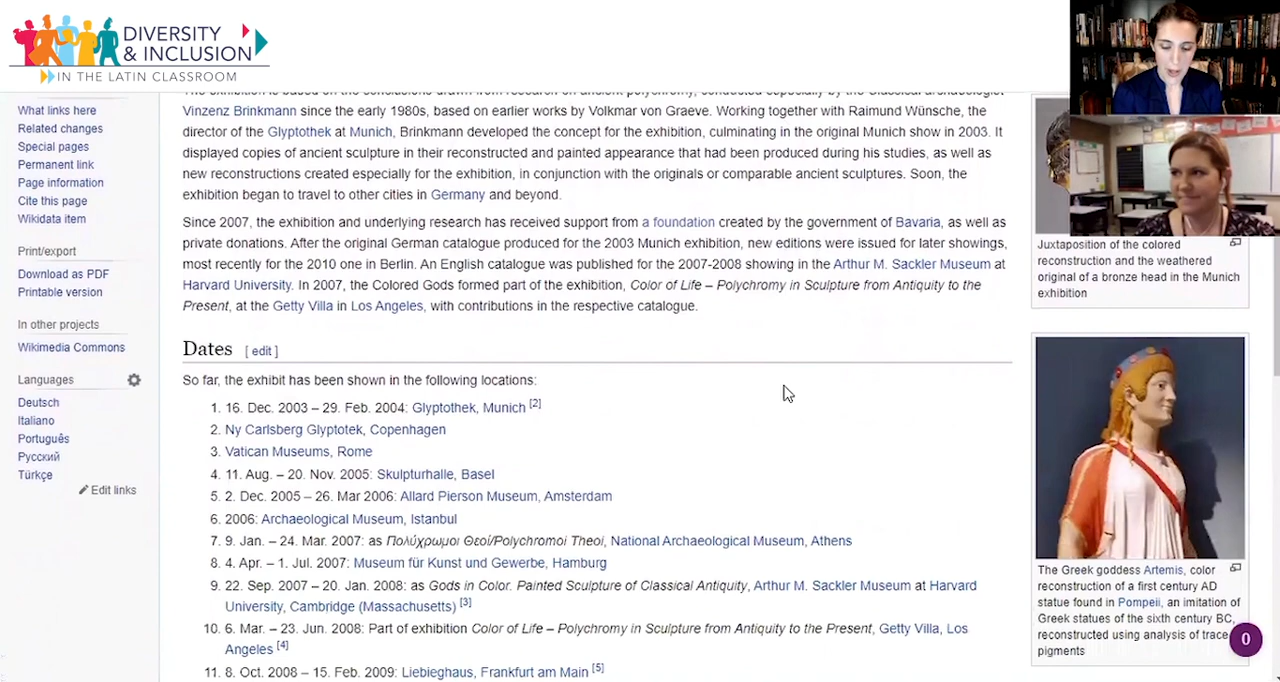 DIVERSITY
& INCLUSION
IN THE LATIN CLASSROOM
What links here
Related changes
Special pages
Permanent link
Page information
Cite this page
Wikidata item
Print/export
Download as PDF
Printable version
In other projects
Wikimedia Commons
Languages
Deutsch
Italiano
Português
Русский
Türkçe
Edit links
The exhibition is based on the conclusions drawn from research on ancient polychromy, conducted especially by the Classical archaeologist
Vinzenz Brinkmann since the early 1980s, based on earlier works by Volkmar von Graeve. Working together with Raimund Wünsche, the
director of the Glyptothek at Munich, Brinkmann developed the concept for the exhibition, culminating in the original Munich show in 2003. It
displayed copies of ancient sculpture in their reconstructed and painted appearance that had been produced during his studies, as well as
new reconstructions created especially for the exhibition, in conjunction with the originals or comparable ancient sculptures. Soon, the
exhibition began to travel to other cities in Germany and beyond.
Since 2007, the exhibition and underlying research has received support from a foundation created by the government of Bavaria, as well as
private donations. After the original German catalogue produced for the 2003 Munich exhibition, new editions were issued for later showings,
most recently for the 2010 one in Berlin. An English catalogue was published for the 2007-2008 showing in the Arthur M. Sackler Museum at
Harvard University. In 2007, the Colored Gods formed part of the exhibition, Color of Life – Polychromy in Sculpture from Antiquity to the
Present, at the Getty Villa in Los Angeles, with contributions in the respective catalogue.
Dates [ edit ]
So far, the exhibit has been shown in the following locations:
1. 16. Dec. 2003 – 29. Feb. 2004: Glyptothek, Munich [2]
2. Ny Carlsberg Glyptotek, Copenhagen
3. Vatican Museums, Rome
4. 11. Aug. – 20. Nov. 2005: Skulpturhalle, Basel
5. 2. Dec. 2005 – 26. Mar 2006: Allard Pierson Museum, Amsterdam
6. 2006: Archaeological Museum, Istanbul
7. 9. Jan. – 24. Mar. 2007: as Πολύχρωμοι Θεοί/Polychromoi Theoi, National Archaeological Museum, Athens
8. 4. Apr. – 1. Jul. 2007: Museum für Kunst und Gewerbe, Hamburg
9. 22. Sep. 2007 – 20. Jan. 2008: as Gods in Color. Painted Sculpture of Classical Antiquity, Arthur M. Sackler Museum at Harvard
University, Cambridge (Massachusetts) [3]
10. 6. Mar. – 23. Jun. 2008: Part of exhibition Color of Life – Polychromy in Sculpture from Antiquity to the Present, Getty Villa, Los
Angeles [4]
11. 8. Oct. 2008 – 15. Feb. 2009: Liebieghaus, Frankfurt am Main [5]
Juxtaposition of the colored
reconstruction and the weathered
original of a bronze head in the Munich
exhibition
The Greek goddess Artemis, color
reconstruction of a first century AD
statue found in Pompeii, an imitation of
Greek statues of the sixth century BC,
reconstructed using analysis of trace
pigments
0